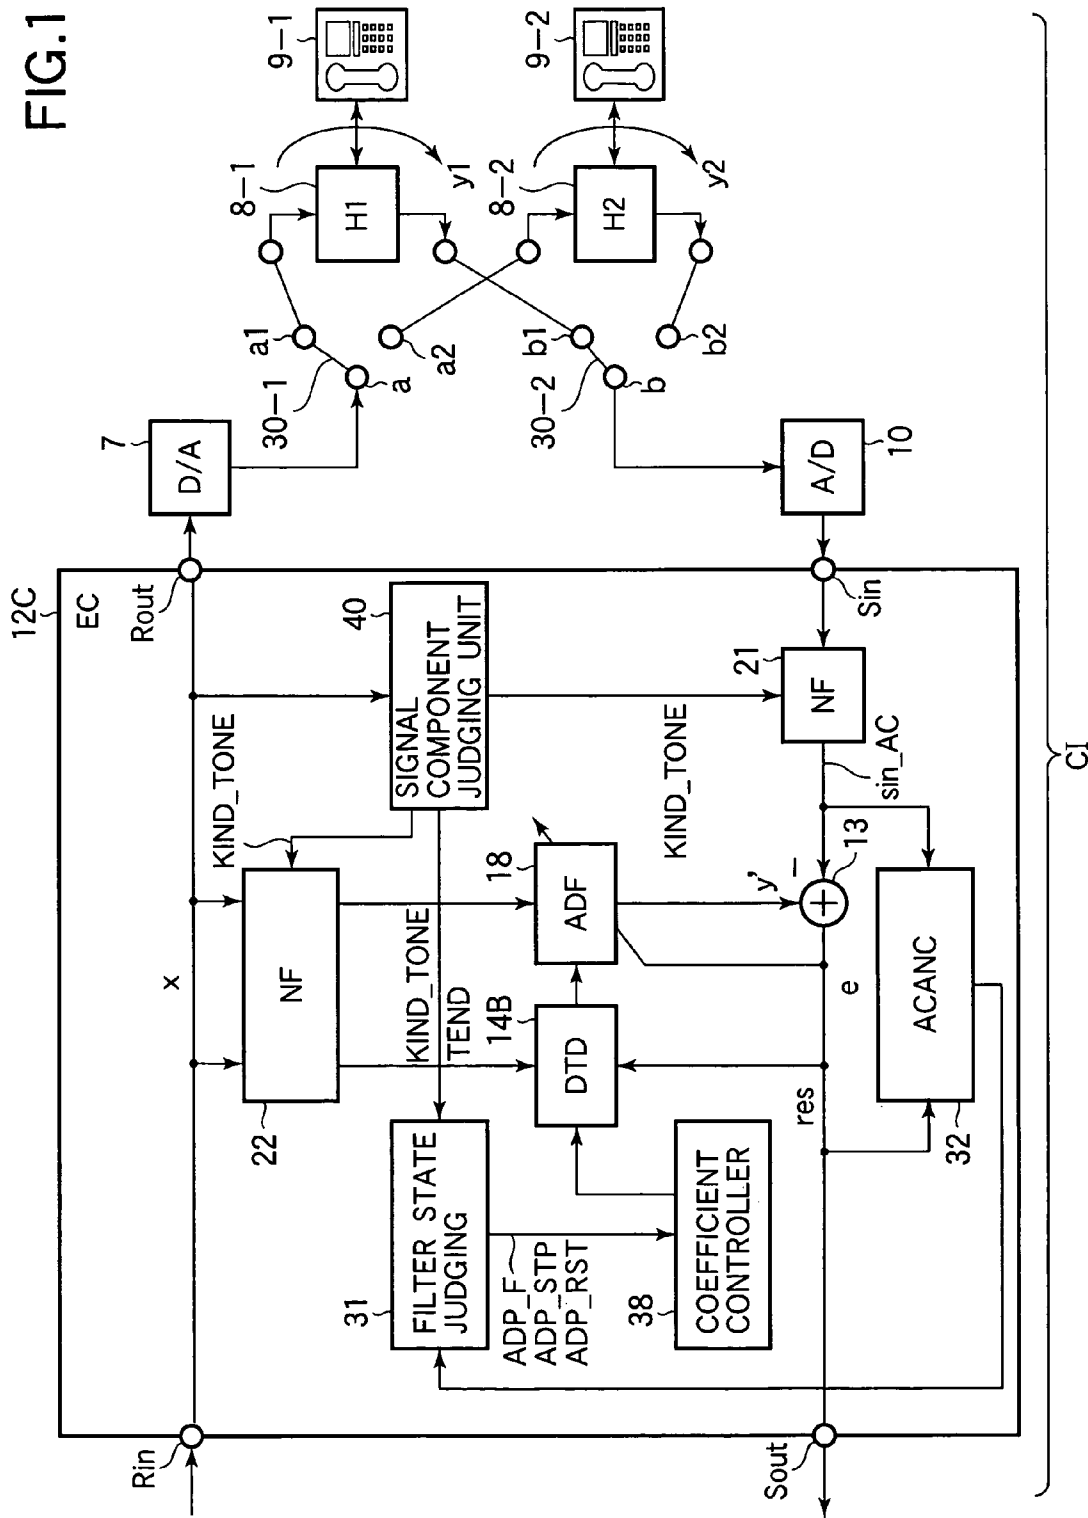 FIG.1
12C
EC
Rin
x
Rout
7
D/A
30-1
a
a1
a2
8-1
H1
y1
9-1
8-2
H2
y2
9-2
30-2
b
b1
b2
10
A/D
Sin
KIND_TONE
22
NF
40
SIGNAL
COMPONENT
JUDGING UNIT
KIND_TONE
TEND
KIND_TONE
31
FILTER STATE
JUDGING
ADP_F
ADP_STP
ADP_RST
14B
DTD
18
ADF
38
COEFFICIENT
CONTROLLER
21
NF
sin_AC
y'
−
+
13
e
res
32
ACANC
Sout
CI